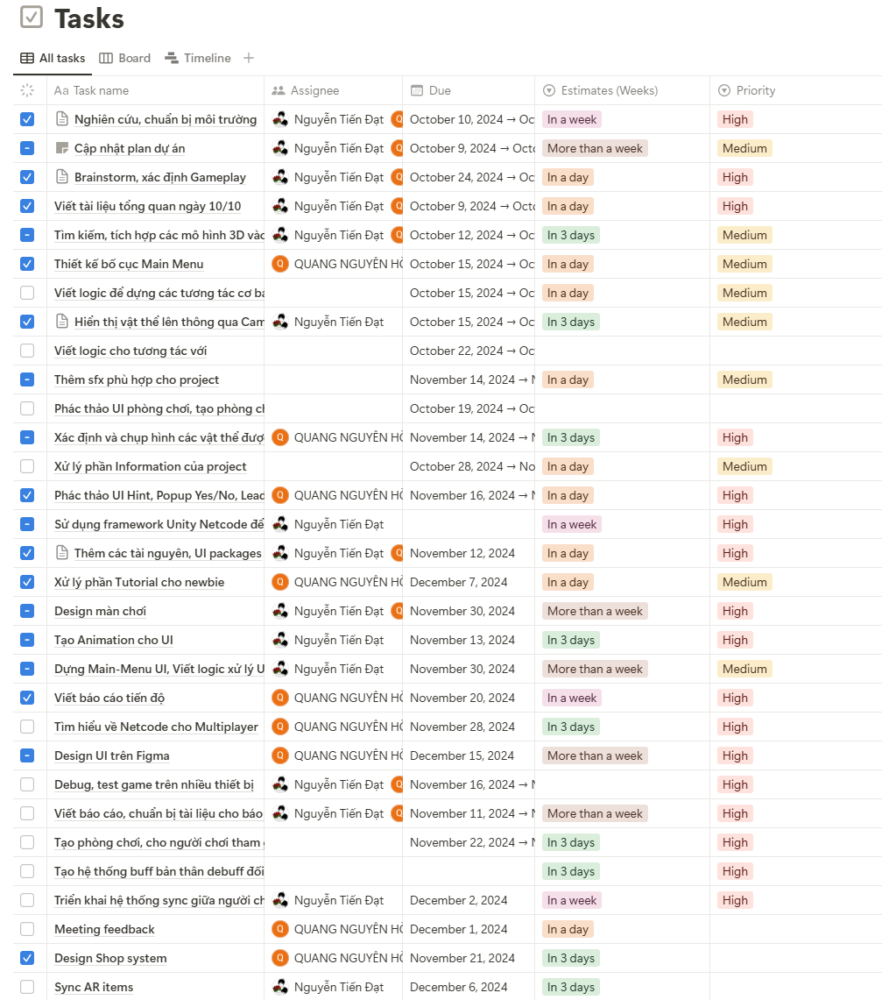 Tasks
All tasks Board Timeline
Aa Task name Assignee Due Estimates (Weeks) Priority
Nghiên cứu, chuẩn bị môi trường Nguyễn Tiến Đạt Q October 10, 2024 → Oc In a week High
Cập nhật plan dự án Nguyễn Tiến Đạt Q October 9, 2024 → Octo More than a week Medium
Brainstorm, xác định Gameplay Nguyễn Tiến Đạt Q October 24, 2024 → Oc In a day High
Viết tài liệu tổng quan ngày 10/10 Nguyễn Tiến Đạt Q October 9, 2024 → Octo In a day High
Tìm kiếm, tích hợp các mô hình 3D vào Nguyễn Tiến Đạt Q October 12, 2024 → Oc In 3 days Medium
Thiết kế bố cục Main Menu Q QUANG NGUYÊN HỒ October 15, 2024 → Oc In a day Medium
Viết logic để dựng các tương tác cơ bả October 15, 2024 → Oc In a day Medium
Hiển thị vật thể lên thông qua Cam Nguyễn Tiến Đạt October 15, 2024 → Oc In 3 days Medium
Viết logic cho tương tác với October 22, 2024 → Oc
Thêm sfx phù hợp cho project November 14, 2024 → N In a day Medium
Phác thảo UI phòng chơi, tạo phòng ch October 19, 2024 → Oc
Xác định và chụp hình các vật thể đượ Q QUANG NGUYÊN HỒ November 14, 2024 → N In 3 days High
Xử lý phần Information của project October 28, 2024 → No In a day Medium
Phác thảo UI Hint, Popup Yes/No, Lead Q QUANG NGUYÊN HỒ November 16, 2024 → N In a day High
Sử dụng framework Unity Netcode để Nguyễn Tiến Đạt In a week High
Thêm các tài nguyên, UI packages Nguyễn Tiến Đạt Q November 12, 2024 In a day High
Xử lý phần Tutorial cho newbie Q QUANG NGUYÊN HỒ December 7, 2024 In a day Medium
Design màn chơi Nguyễn Tiến Đạt Q November 30, 2024 More than a week High
Tạo Animation cho UI Nguyễn Tiến Đạt November 13, 2024 In 3 days High
Dựng Main-Menu UI, Viết logic xử lý U Nguyễn Tiến Đạt November 30, 2024 More than a week Medium
Viết báo cáo tiến độ Q QUANG NGUYÊN HỒ November 20, 2024 In a week High
Tìm hiểu về Netcode cho Multiplayer Q QUANG NGUYÊN HỒ November 28, 2024 In 3 days High
Design UI trên Figma Q QUANG NGUYÊN HỒ December 15, 2024 More than a week High
Debug, test game trên nhiều thiết bị Nguyễn Tiến Đạt Q November 16, 2024 → N High
Viết báo cáo, chuẩn bị tài liệu cho báo Nguyễn Tiến Đạt Q November 11, 2024 → N More than a week High
Tạo phòng chơi, cho người chơi tham g November 22, 2024 → N In 3 days High
Tạo hệ thống buff bản thân debuff đối In 3 days High
Triển khai hệ thống sync giữa người ch Nguyễn Tiến Đạt December 2, 2024 In a week High
Meeting feedback Q QUANG NGUYÊN HỒ December 1, 2024 In a day
Design Shop system Q QUANG NGUYÊN HỒ November 21, 2024 In 3 days
Sync AR items Nguyễn Tiến Đạt December 6, 2024 In 3 days